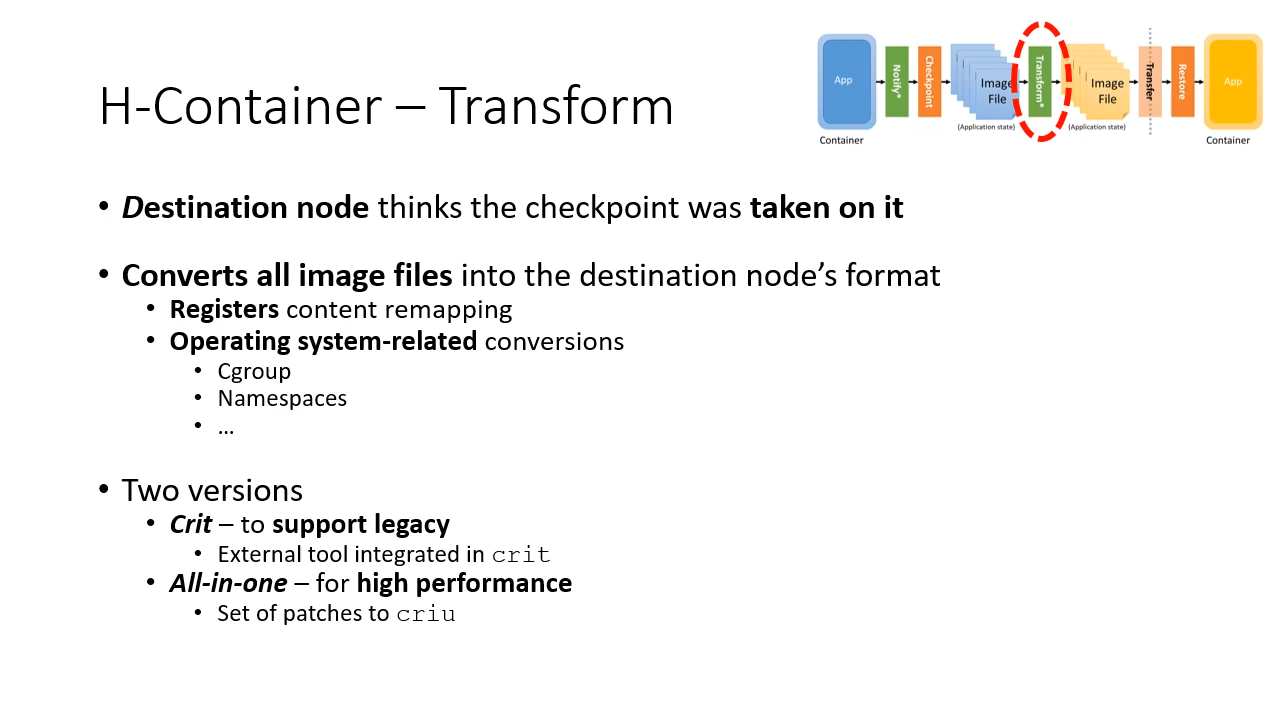 H-Container – Transform
App
Container
Notify*
Checkpoint
Image
File
(Application state)
Transform*
Image
File
(Application state)
Transfer
Restore
App
Container
• Destination node thinks the checkpoint was taken on it
• Converts all image files into the destination node’s format
• Registers content remapping
• Operating system-related conversions
• Cgroup
• Namespaces
• …
• Two versions
• Crit – to support legacy
• External tool integrated in crit
• All-in-one – for high performance
• Set of patches to criu